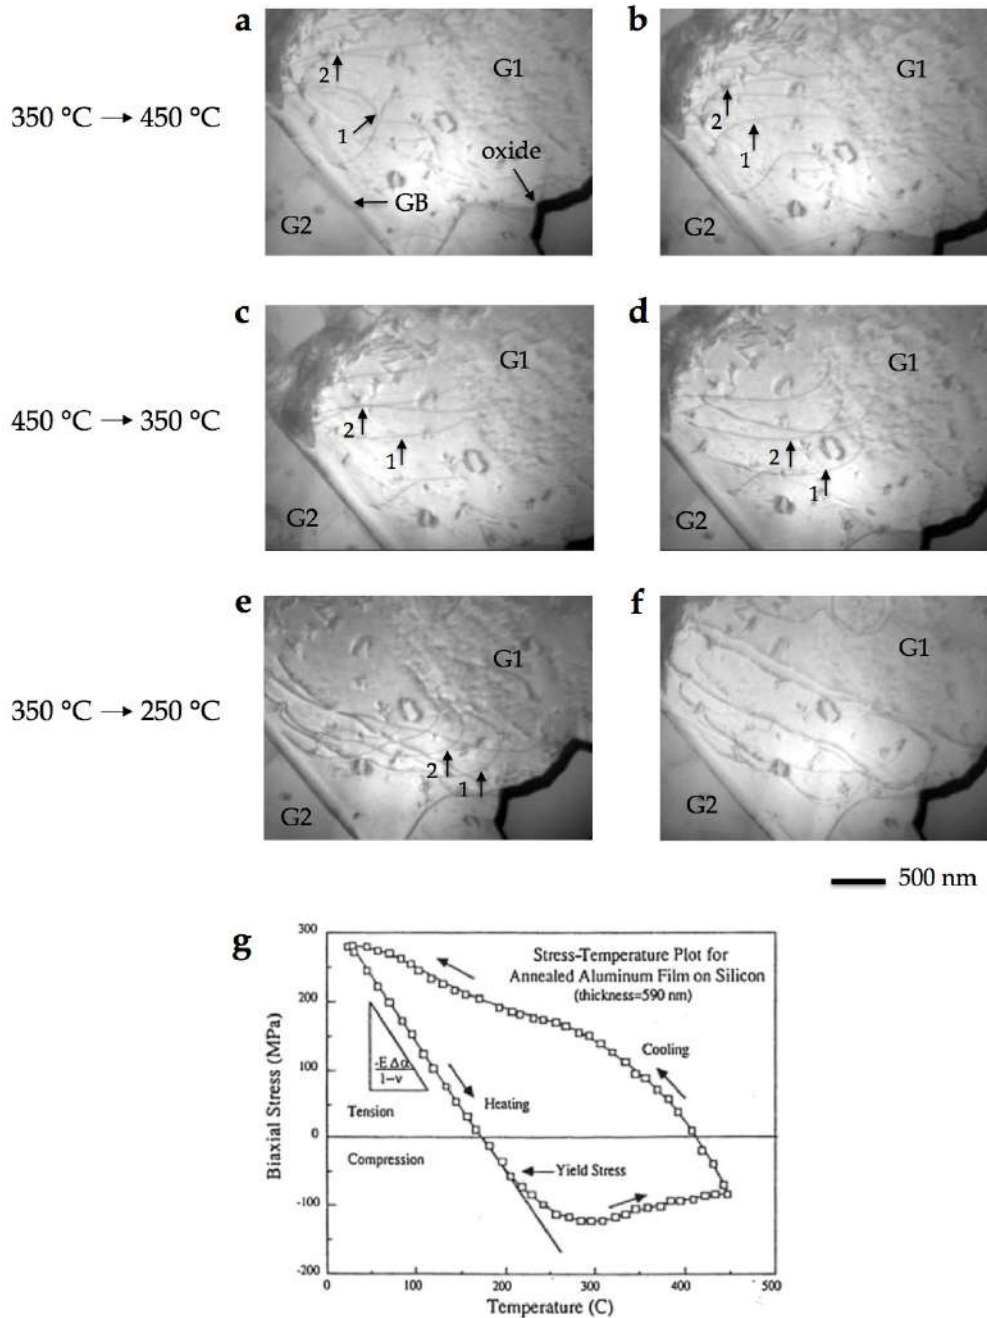 a
b
2
G1
1
oxide
GB
G2
350 °C → 450 °C
G1
2
1
G2
c
d
G1
2
1
G2
450 °C → 350 °C
G1
2
1
G2
e
f
G1
2
1
G2
350 °C → 250 °C
G1
G2
500 nm
g
300
200
100
0
-100
-200
Biaxial Stress (MPa)
Stress-Temperature Plot for
Annealed Aluminum Film on Silicon
(thickness=590 nm)
Cooling
-E Δα
1-ν
Heating
Tension
Compression
Yield Stress
0
100
200
300
400
500
Temperature (C)